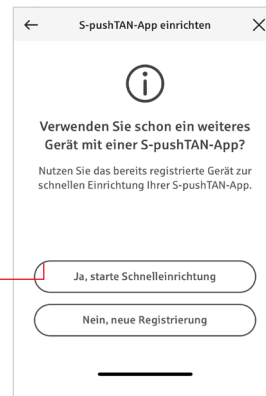 S-pushTAN-App einrichten
Verwenden Sie schon ein weiteres
Gerät mit einer S-pushTAN-App?
Nutzen Sie das bereits registrierte Gerät zur
schnellen Einrichtung Ihrer S-pushTAN-App.
Ja, starte Schnelleinrichtung
Nein, neue Registrierung